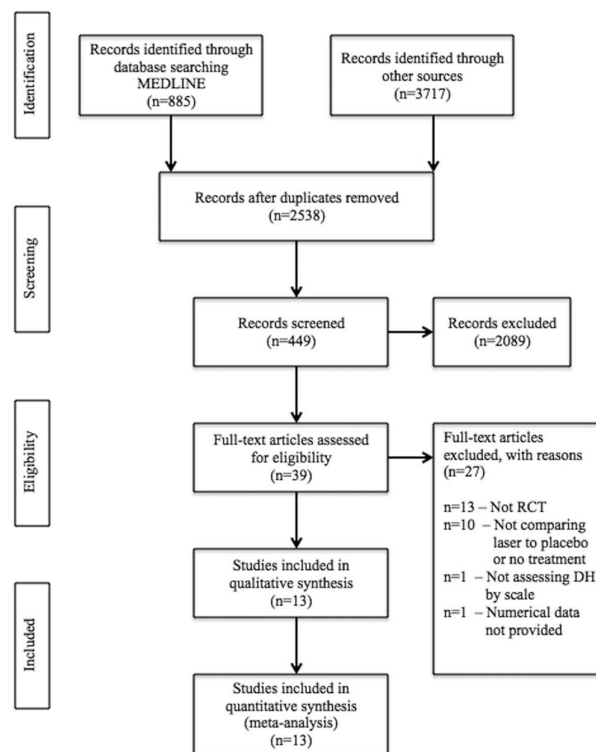 Identification
Records identified through
database searching
MEDLINE
(n=885)
Records identified through
other sources
(n=3717)
Records after duplicates removed
(n=2538)
Screening
Records screened
(n=449)
Records excluded
(n=2089)
Eligibility
Full-text articles assessed
for eligibility
(n=39)
Full-text articles
excluded, with reasons
(n=27)
n=13 – Not RCT
n=10 – Not comparing
laser to placebo
or no treatment
n=1 – Not assessing DH
by scale
n=1 – Numerical data
not provided
Included
Studies included in
qualitative synthesis
(n=13)
Studies included in
quantitative synthesis
(meta-analysis)
(n=13)